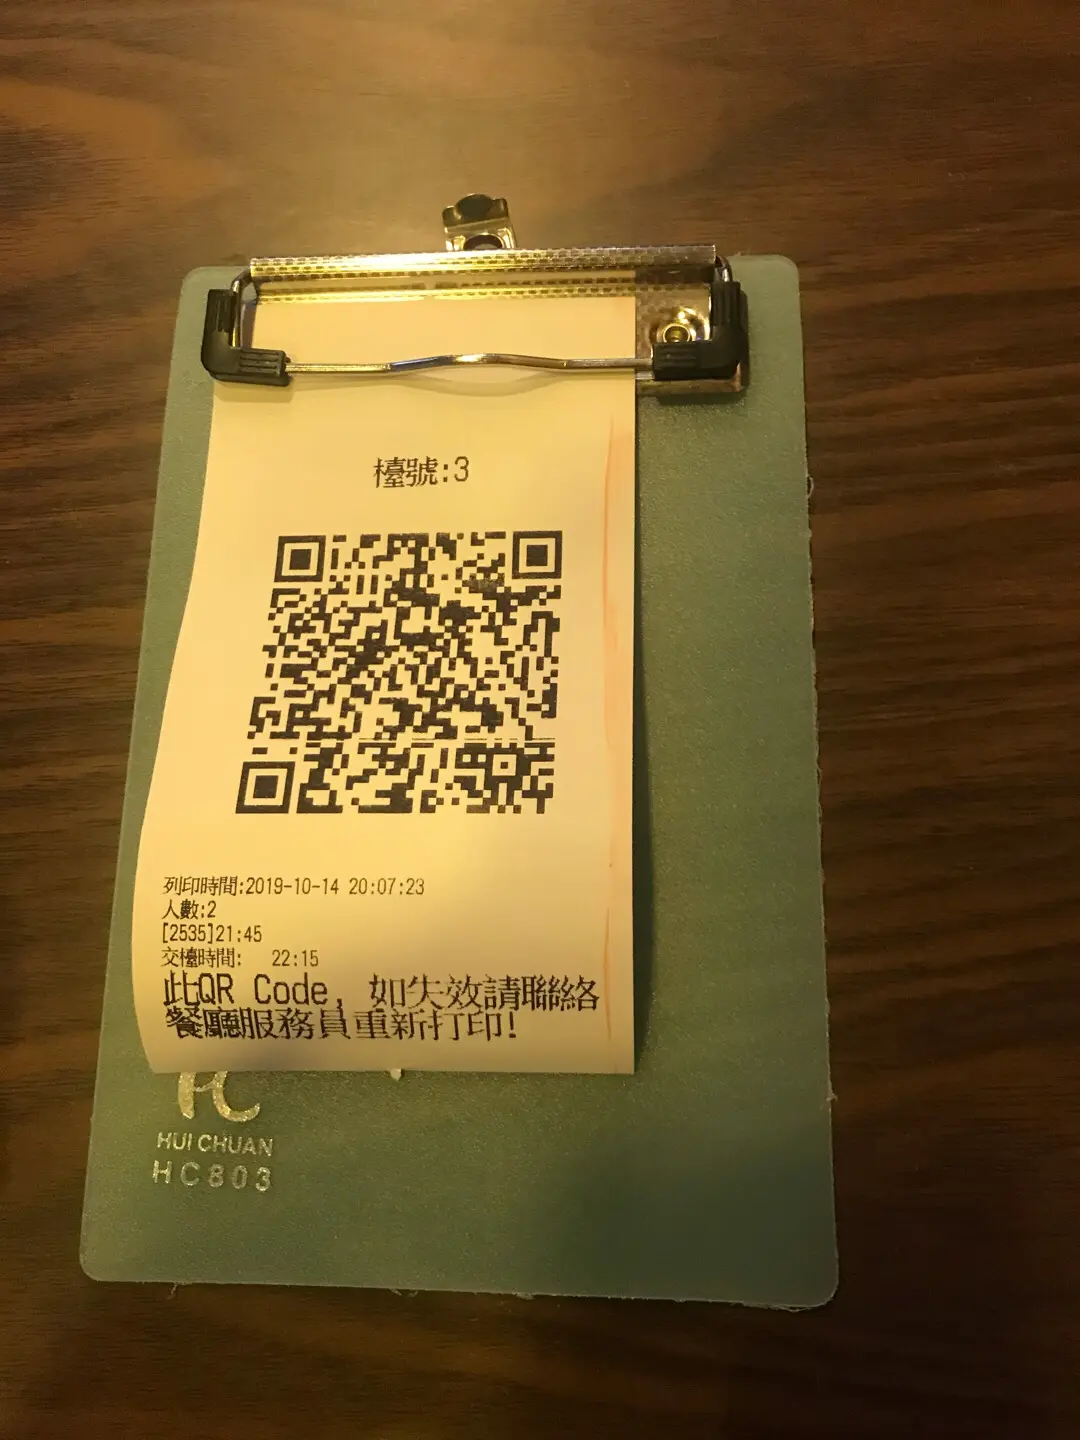 檯號:3
列印時間:2019-10-14 20:07:23
人數:2
[2535]21:45
交檯時間: 22:15
此QR Code, 如失效請聯絡
餐廳服務員重新打印!
HUI CHUAN
HC803